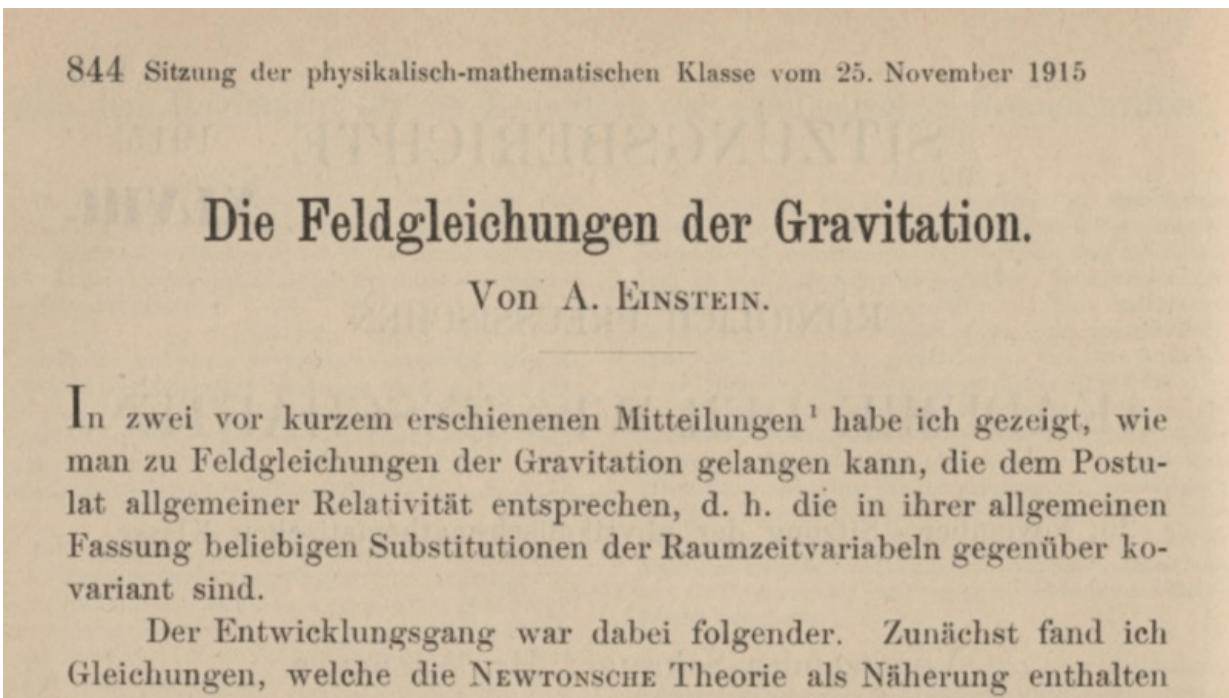 844 Sitzung der physikalisch-mathematischen Klasse vom 25. November 1915
Die Feldgleichungen der Gravitation.
Von A. Einstein.
In zwei vor kurzem erschienenen Mitteilungen¹ habe ich gezeigt, wie
man zu Feldgleichungen der Gravitation gelangen kann, die dem Postu-
lat allgemeiner Relativität entsprechen, d. h. die in ihrer allgemeinen
Fassung beliebigen Substitutionen der Raumzeitvariabeln gegenüber ko-
variant sind.
Der Entwicklungsgang war dabei folgender. Zunächst fand ich
Gleichungen, welche die Newtonsche Theorie als Näherung enthalten